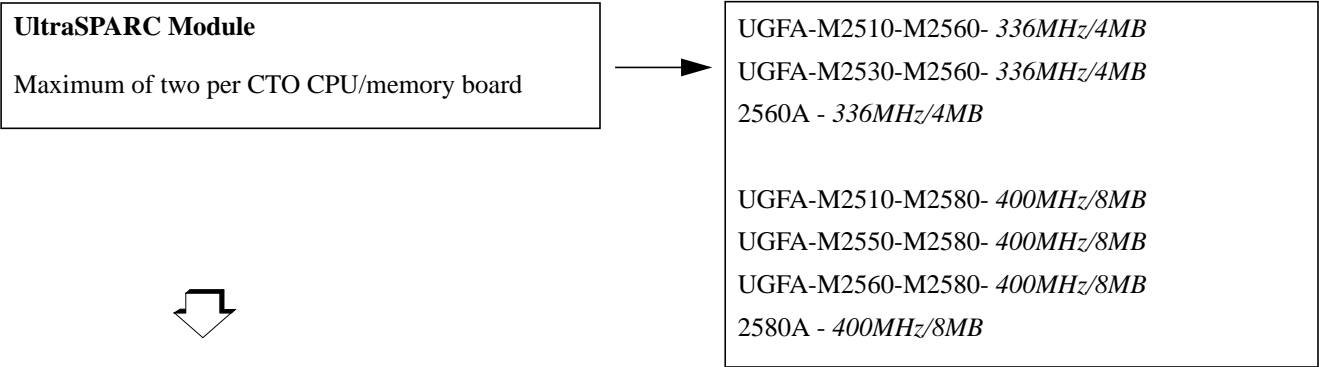 UltraSPARC Module
Maximum of two per CTO CPU/memory board
UGFA-M2510-M2560- 336MHz/4MB
UGFA-M2530-M2560- 336MHz/4MB
2560A - 336MHz/4MB
UGFA-M2510-M2580- 400MHz/8MB
UGFA-M2550-M2580- 400MHz/8MB
UGFA-M2560-M2580- 400MHz/8MB
2580A - 400MHz/8MB